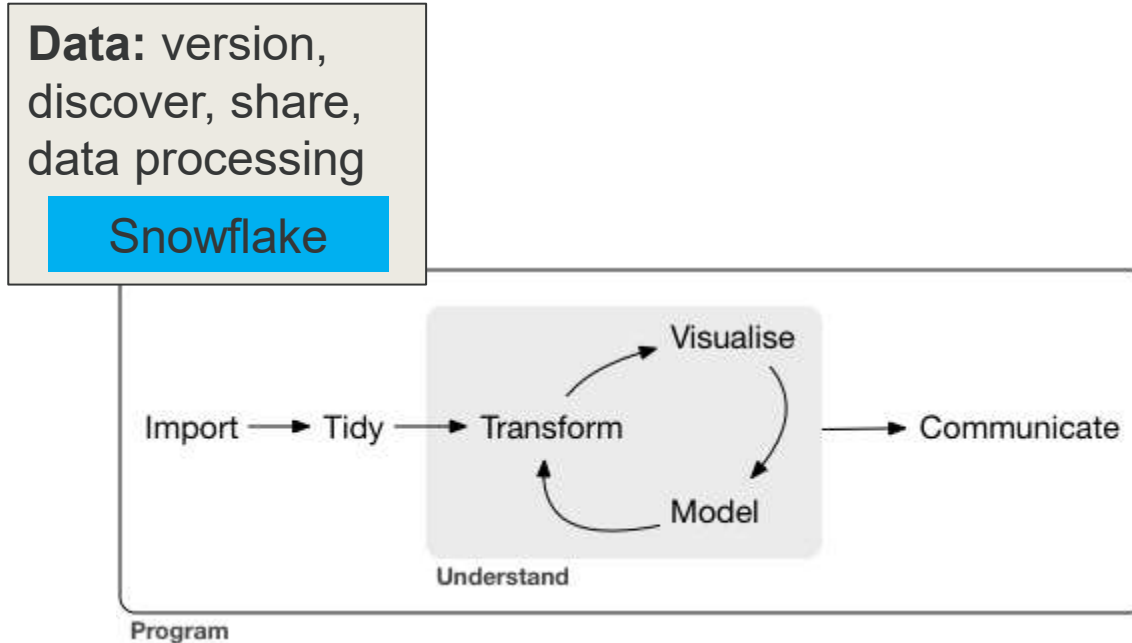 Data: version,
discover, share,
data processing
Snowflake
Visualise
Import
Tidy
Transform
Communicate
Model
Understand
Program